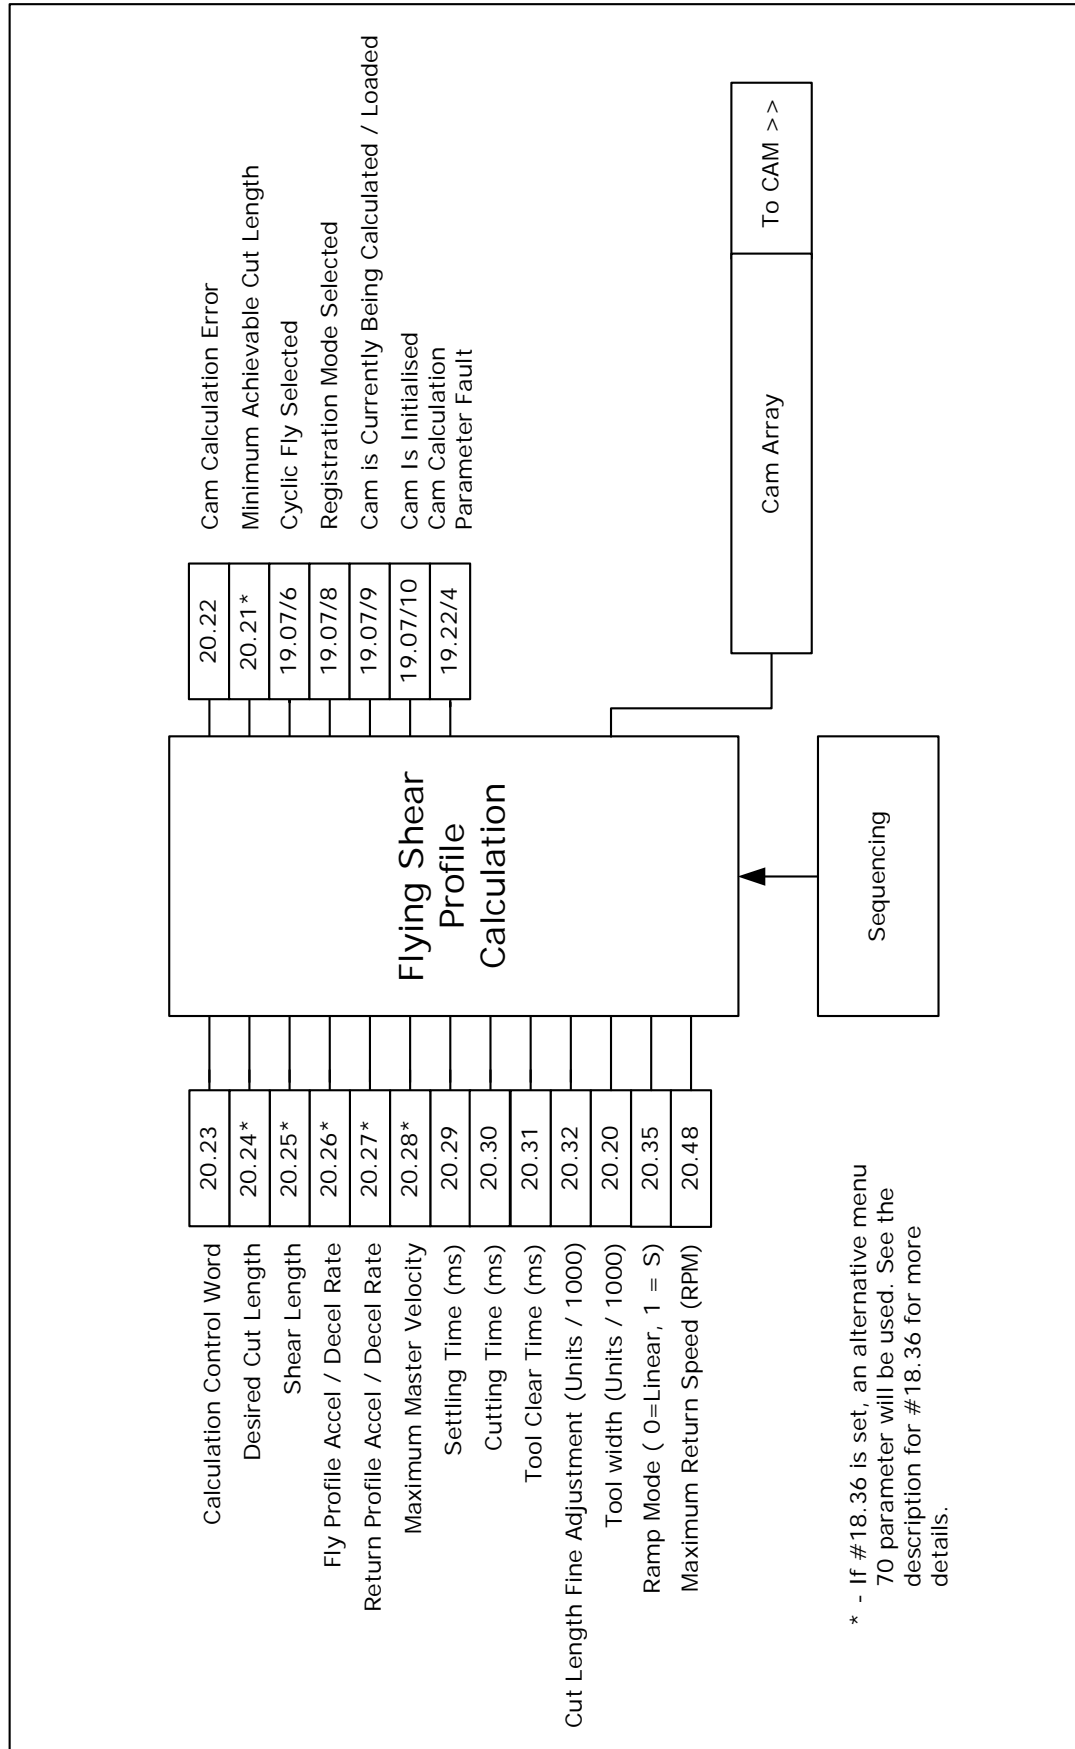 Calculation Control Word
20.23
Desired Cut Length
20.24*
Shear Length
20.25*
Fly Profile Accel / Decel Rate
20.26*
Return Profile Accel / Decel Rate
20.27*
Maximum Master Velocity
20.28*
Settling Time (ms)
20.29
Cutting Time (ms)
20.30
Tool Clear Time (ms)
20.31
Cut Length Fine Adjustment (Units / 1000)
20.32
Tool width (Units / 1000)
20.20
Ramp Mode ( 0=Linear, 1 = S)
20.35
Maximum Return Speed (RPM)
20.48
Flying Shear
Profile
Calculation
20.22
Cam Calculation Error
20.21*
Minimum Achievable Cut Length
19.07/6
Cyclic Fly Selected
19.07/8
Registration Mode Selected
19.07/9
Cam is Currently Being Calculated / Loaded
19.07/10
Cam Is Initialised
19.22/4
Cam Calculation
Parameter Fault
Sequencing
Cam Array
To CAM >>
* - If #18.36 is set, an alternative menu
70 parameter will be used. See the
description for #18.36 for more
details.